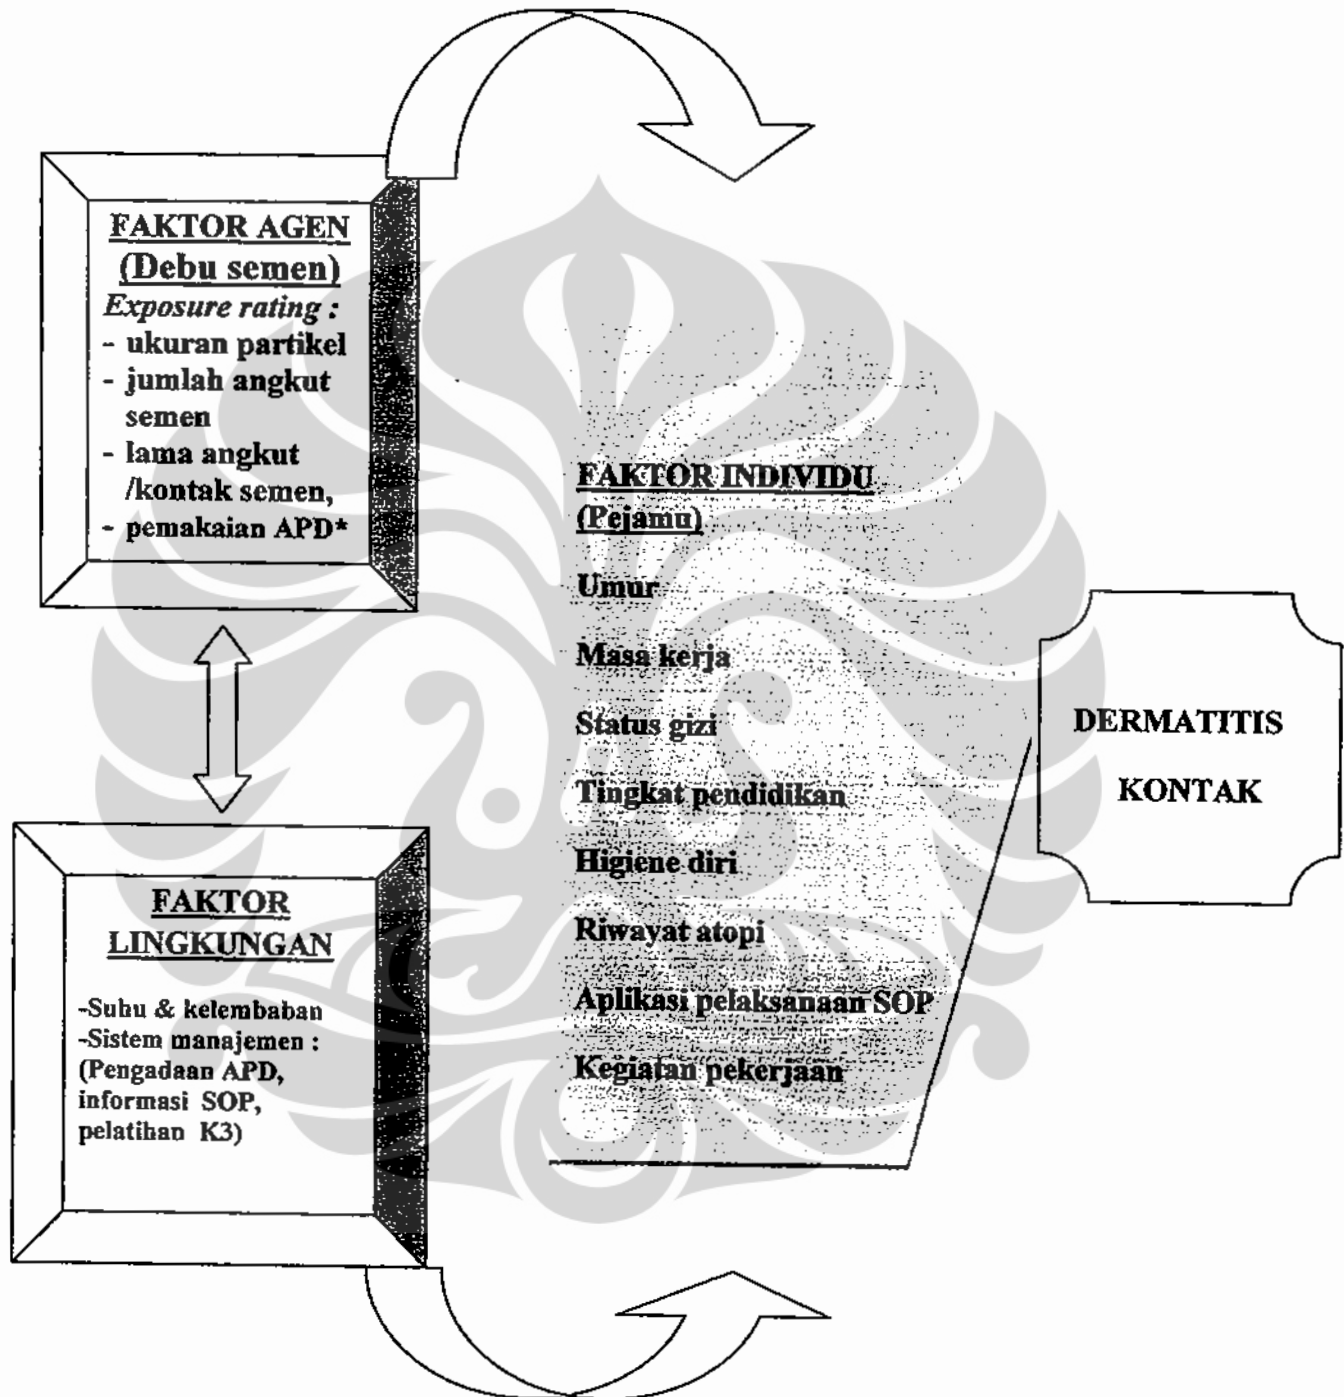 FAKTOR AGEN
(Debu semen)
Exposure rating :
- ukuran partikel
- jumlah angkut
semen
- lama angkut
/kontak semen,
- pemakaian APD*
FAKTOR
LINGKUNGAN
-Suhu & kelembaban
-Sistem manajemen :
(Pengadaan APD,
informasi SOP,
pelatihan K3)
FAKTOR INDIVIDU
(Pejamu)
Umur
Masa kerja
Status gizi
Tingkat pendidikan
Higiene diri
Riwayat atopi
Aplikasi pelaksanaan SOP
Kegiatan pekerjaan
DERMATITIS
KONTAK